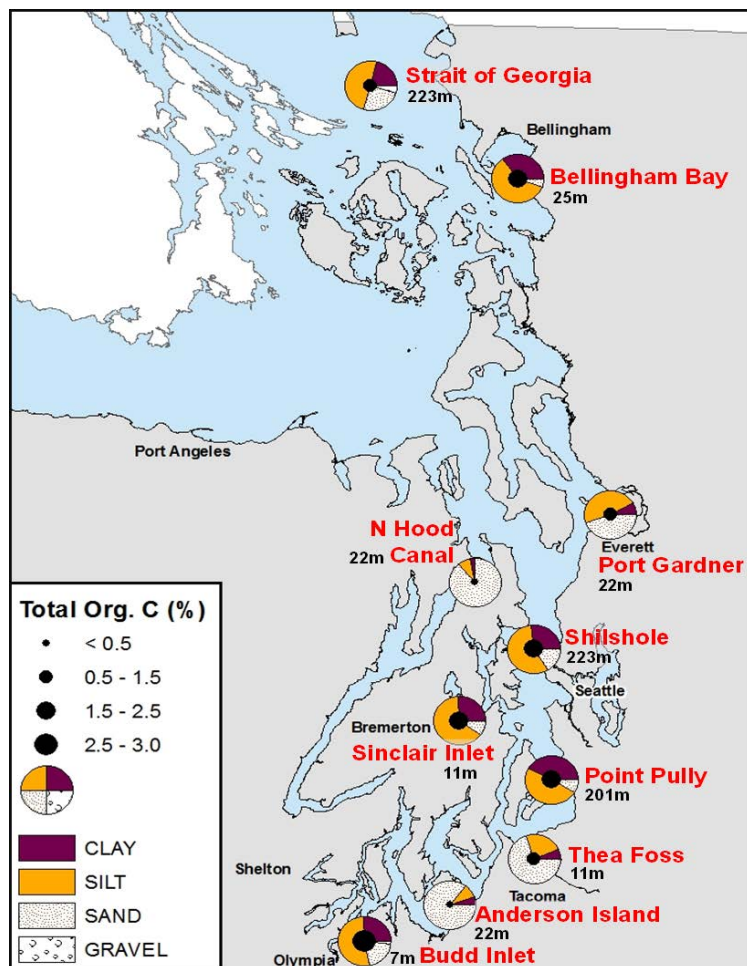 Strait of Georgia
223m
Bellingham
Bellingham Bay
25m
Port Angeles
N Hood
22m Canal
Everett
Port Gardner
22m
Shilshole
223m
Seattle
Bremerton
Sinclair Inlet
11m
Point Pully
201m
Thea Foss
11m
Tacoma
Shelton
Anderson Island
22m
Olympia
7m Budd Inlet
Total Org. C (%)
< 0.5
0.5 - 1.5
1.5 - 2.5
2.5 - 3.0
CLAY
SILT
SAND
GRAVEL